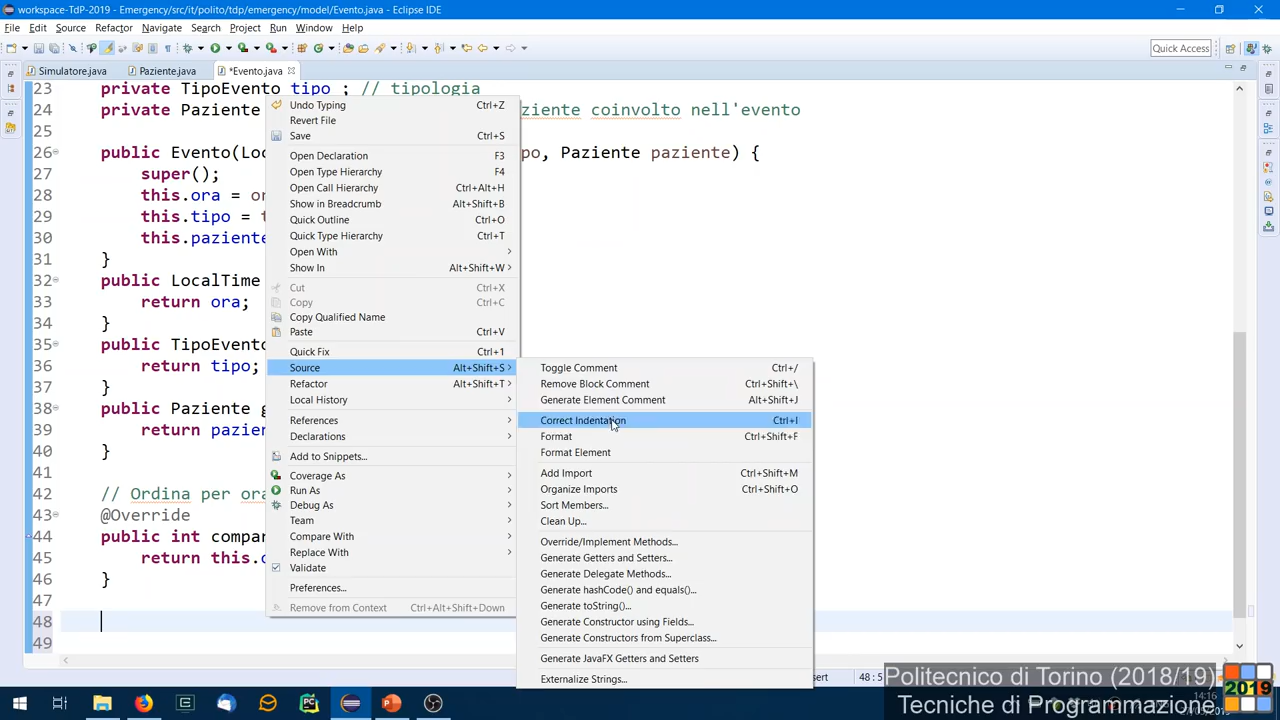 workspace-TdP-2019 - Emergency/src/it/polito/tdp/emergency/model/Evento.java - Eclipse IDE
File Edit Source Refactor Navigate Search Project Run Window Help
Quick Access
Simulatore.java Paziente.java *Evento.java
23 private TipoEvento tipo ; // tipologia
24 private Paziente ziente coinvolto nell'evento
25
26 public Evento(Lo po, Paziente paziente) {
27 super();
28 this.ora = or
29 this.tipo = t
30 this.paziente
31 }
32 public LocalTime
33 return ora;
34 }
35 public TipoEvento
36 return tipo;
37 }
38 public Paziente g
39 return pazien
40 }
41
42 // Ordina per ora
43 @Override
44 public int compar
45 return this.o
46 }
47
48
49
Undo Typing Ctrl+Z
Revert File
Save Ctrl+S
Open Declaration F3
Open Type Hierarchy F4
Open Call Hierarchy Ctrl+Alt+H
Show in Breadcrumb Alt+Shift+B
Quick Outline Ctrl+O
Quick Type Hierarchy Ctrl+T
Open With
Show In Alt+Shift+W
Cut Ctrl+X
Copy Ctrl+C
Copy Qualified Name
Paste Ctrl+V
Quick Fix Ctrl+1
Source Alt+Shift+S
Refactor Alt+Shift+T
Local History
References
Declarations
Add to Snippets...
Coverage As
Run As
Debug As
Team
Compare With
Replace With
Validate
Preferences...
Remove from Context Ctrl+Alt+Shift+Down
Toggle Comment Ctrl+/
Remove Block Comment Ctrl+Shift+\
Generate Element Comment Alt+Shift+J
Correct Indentation Ctrl+I
Format Ctrl+Shift+F
Format Element
Add Import Ctrl+Shift+M
Organize Imports Ctrl+Shift+O
Sort Members...
Clean Up...
Override/Implement Methods...
Generate Getters and Setters...
Generate Delegate Methods...
Generate hashCode() and equals()...
Generate toString()...
Generate Constructor using Fields...
Generate Constructors from Superclass...
Generate JavaFX Getters and Setters
Externalize Strings...
sert 48:5
Politecnico di Torino (2018/19)
Tecniche di Programmazione
2019
14:16